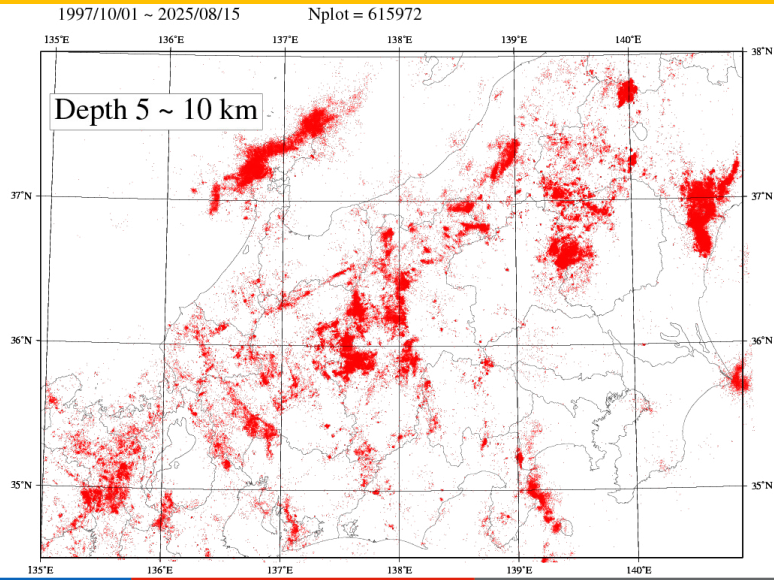 1997/10/01 ~ 2025/08/15 Nplot = 615972
135˚E 136˚E 137˚E 138˚E 139˚E 140˚E
38˚N
Depth 5 ~ 10 km
37˚N 37˚N
36˚N 36˚N
35˚N 35˚N
135˚E 136˚E 137˚E 138˚E 139˚E 140˚E